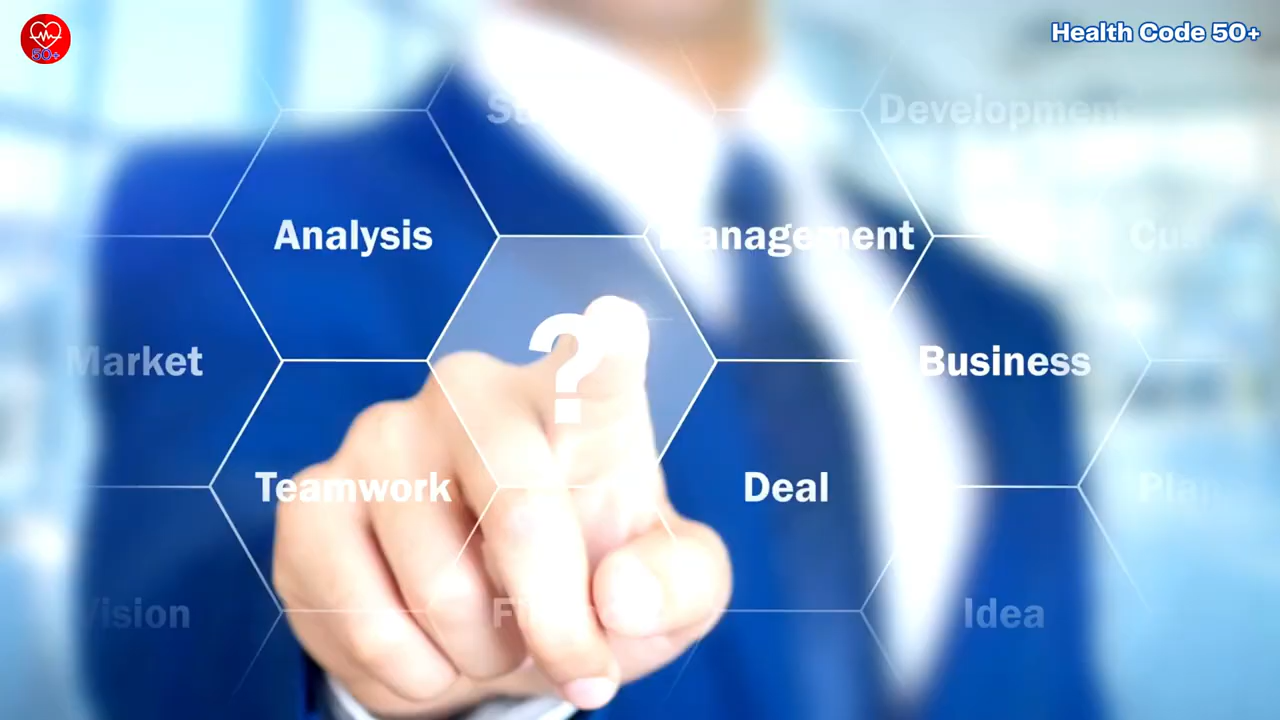 50+
Health Code 50+
Development
Analysis
Management
Market
?
Business
Teamwork
Deal
Vision
Idea